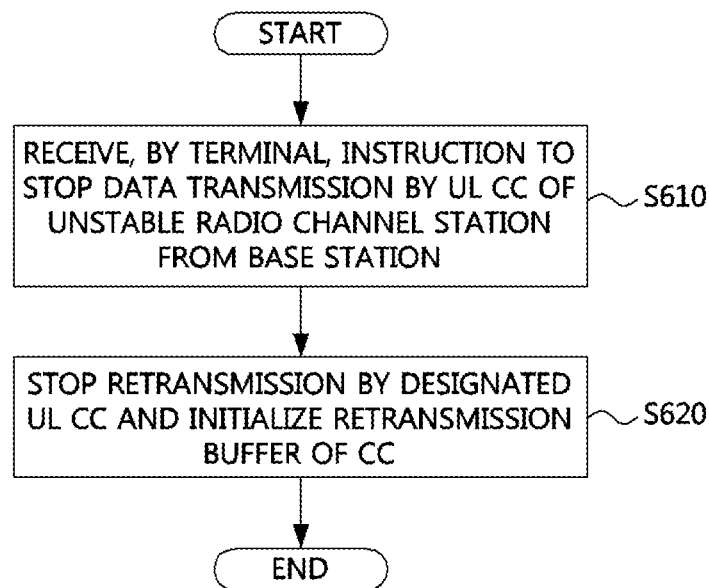 START
RECEIVE, BY TERMINAL, INSTRUCTION TO
STOP DATA TRANSMISSION BY UL CC OF
UNSTABLE RADIO CHANNEL STATION
FROM BASE STATION
S610
STOP RETRANSMISSION BY DESIGNATED
UL CC AND INITIALIZE RETRANSMISSION
BUFFER OF CC
S620
END